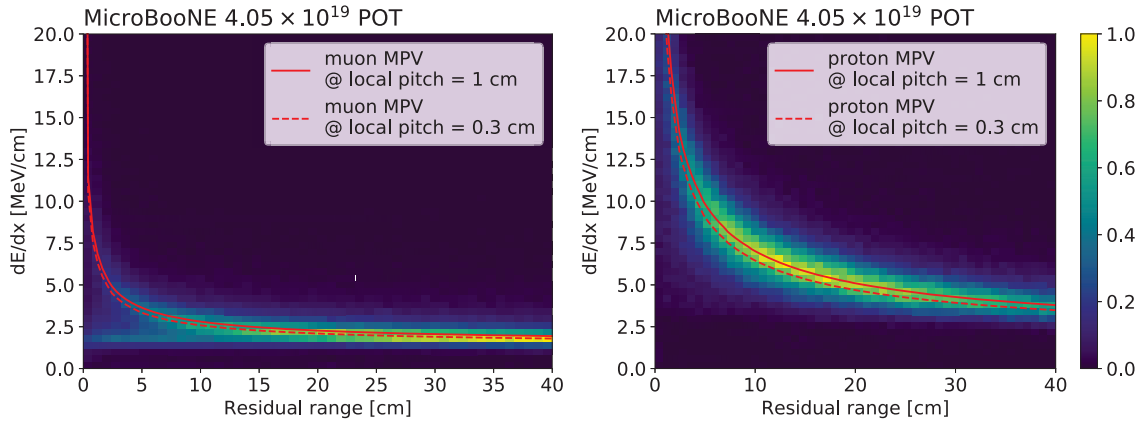 MicroBooNE 4.05 × 10¹⁹ POT
20.0
17.5
15.0
12.5
10.0
7.5
5.0
2.5
0.0
dE/dx [MeV/cm]
muon MPV
@ local pitch = 1 cm
muon MPV
@ local pitch = 0.3 cm
0 5 10 15 20 25 30 35 40
Residual range [cm]
MicroBooNE 4.05 × 10¹⁹ POT
20.0
17.5
15.0
12.5
10.0
7.5
5.0
2.5
0.0
dE/dx [MeV/cm]
proton MPV
@ local pitch = 1 cm
proton MPV
@ local pitch = 0.3 cm
0 10 20 30 40
Residual range [cm]
1.0
0.8
0.6
0.4
0.2
0.0